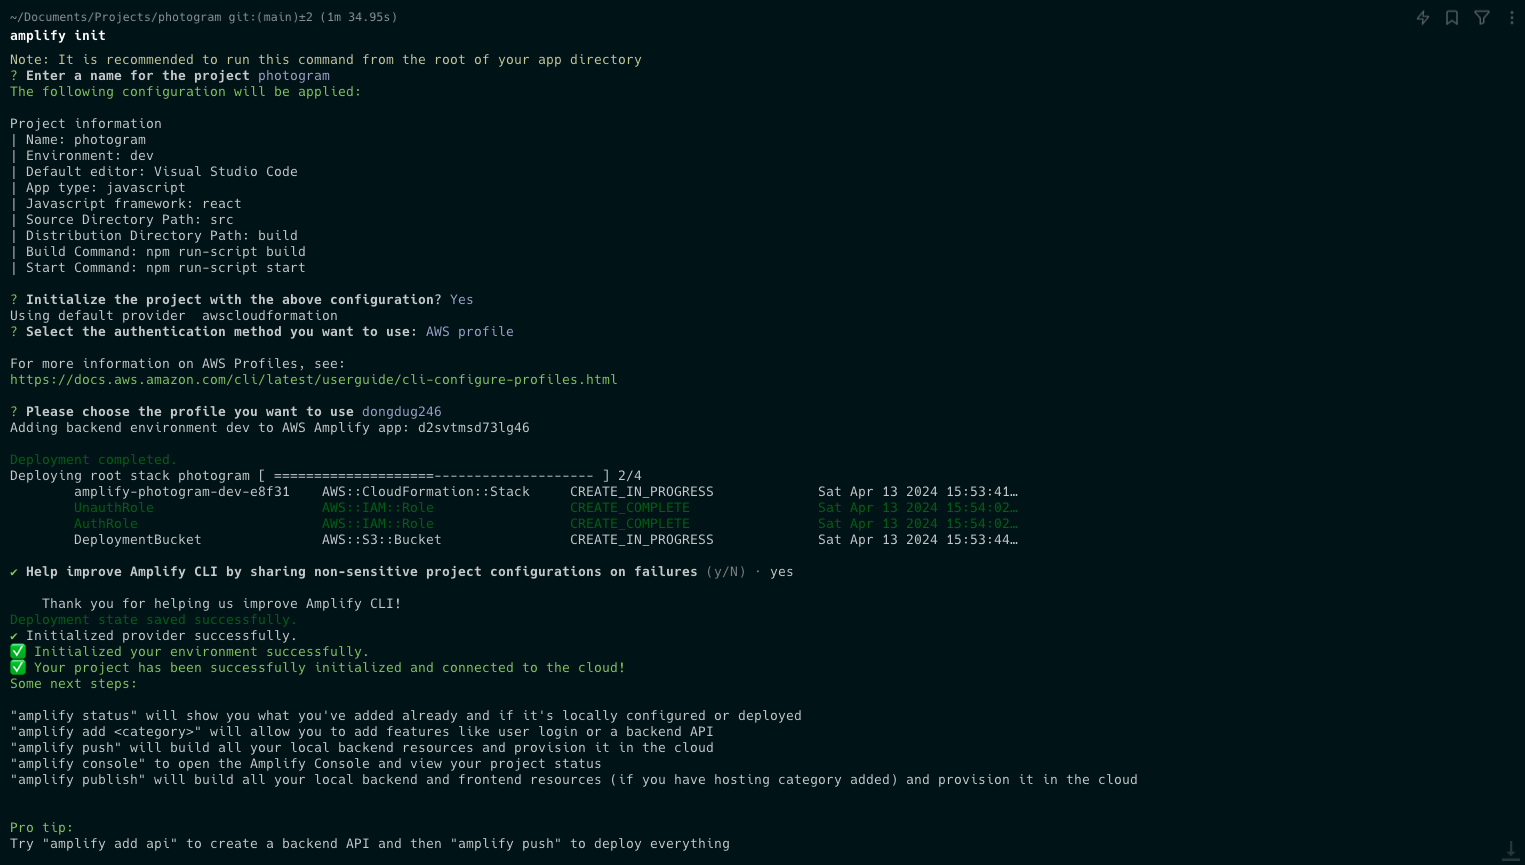 ~/Documents/Projects/photogram git:(main)±2 (1m 34.95s)
amplify init
Note: It is recommended to run this command from the root of your app directory
? Enter a name for the project photogram
The following configuration will be applied:

Project information
| Name: photogram
| Environment: dev
| Default editor: Visual Studio Code
| App type: javascript
| Javascript framework: react
| Source Directory Path: src
| Distribution Directory Path: build
| Build Command: npm run-script build
| Start Command: npm run-script start

? Initialize the project with the above configuration? Yes
Using default provider  awscloudformation
? Select the authentication method you want to use: AWS profile

For more information on AWS Profiles, see:
https://docs.aws.amazon.com/cli/latest/userguide/cli-configure-profiles.html

? Please choose the profile you want to use dongdug246
Adding backend environment dev to AWS Amplify app: d2svtmsd73lg46

Deployment completed.
Deploying root stack photogram [ ====================-------------------- ] 2/4
        amplify-photogram-dev-e8f31    AWS::CloudFormation::Stack     CREATE_IN_PROGRESS             Sat Apr 13 2024 15:53:41…
        UnauthRole                     AWS::IAM::Role                 CREATE_COMPLETE                Sat Apr 13 2024 15:54:02…
        AuthRole                       AWS::IAM::Role                 CREATE_COMPLETE                Sat Apr 13 2024 15:54:02…
        DeploymentBucket               AWS::S3::Bucket                CREATE_IN_PROGRESS             Sat Apr 13 2024 15:53:44…

✔ Help improve Amplify CLI by sharing non-sensitive project configurations on failures (y/N) · yes

    Thank you for helping us improve Amplify CLI!
Deployment state saved successfully.
✔ Initialized provider successfully.
✅ Initialized your environment successfully.
✅ Your project has been successfully initialized and connected to the cloud!
Some next steps:

"amplify status" will show you what you've added already and if it's locally configured or deployed
"amplify add <category>" will allow you to add features like user login or a backend API
"amplify push" will build all your local backend resources and provision it in the cloud
"amplify console" to open the Amplify Console and view your project status
"amplify publish" will build all your local backend and frontend resources (if you have hosting category added) and provision it in the cloud

Pro tip:
Try "amplify add api" to create a backend API and then "amplify push" to deploy everything